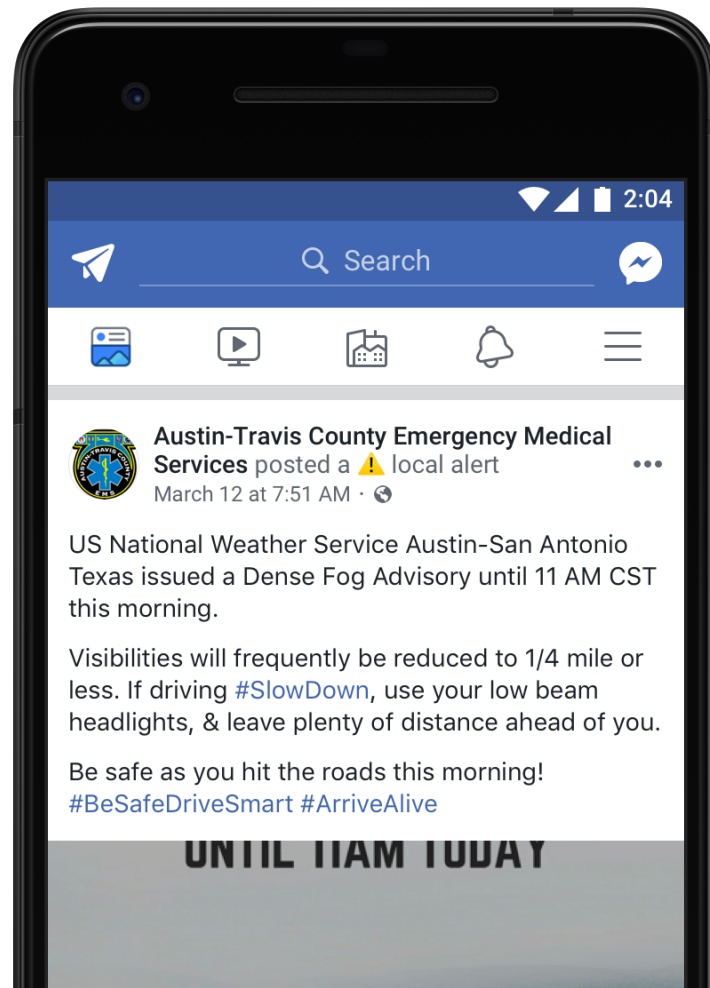 2:04
Search
Austin-Travis County Emergency Medical
Services posted a ⚠ local alert
March 12 at 7:51 AM ·
US National Weather Service Austin-San Antonio
Texas issued a Dense Fog Advisory until 11 AM CST
this morning.
Visibilities will frequently be reduced to 1/4 mile or
less. If driving #SlowDown, use your low beam
headlights, & leave plenty of distance ahead of you.
Be safe as you hit the roads this morning!
#BeSafeDriveSmart #ArriveAlive
UNTIL 11AM TODAY
AUSTIN-TRAVIS COUNTY
EMS